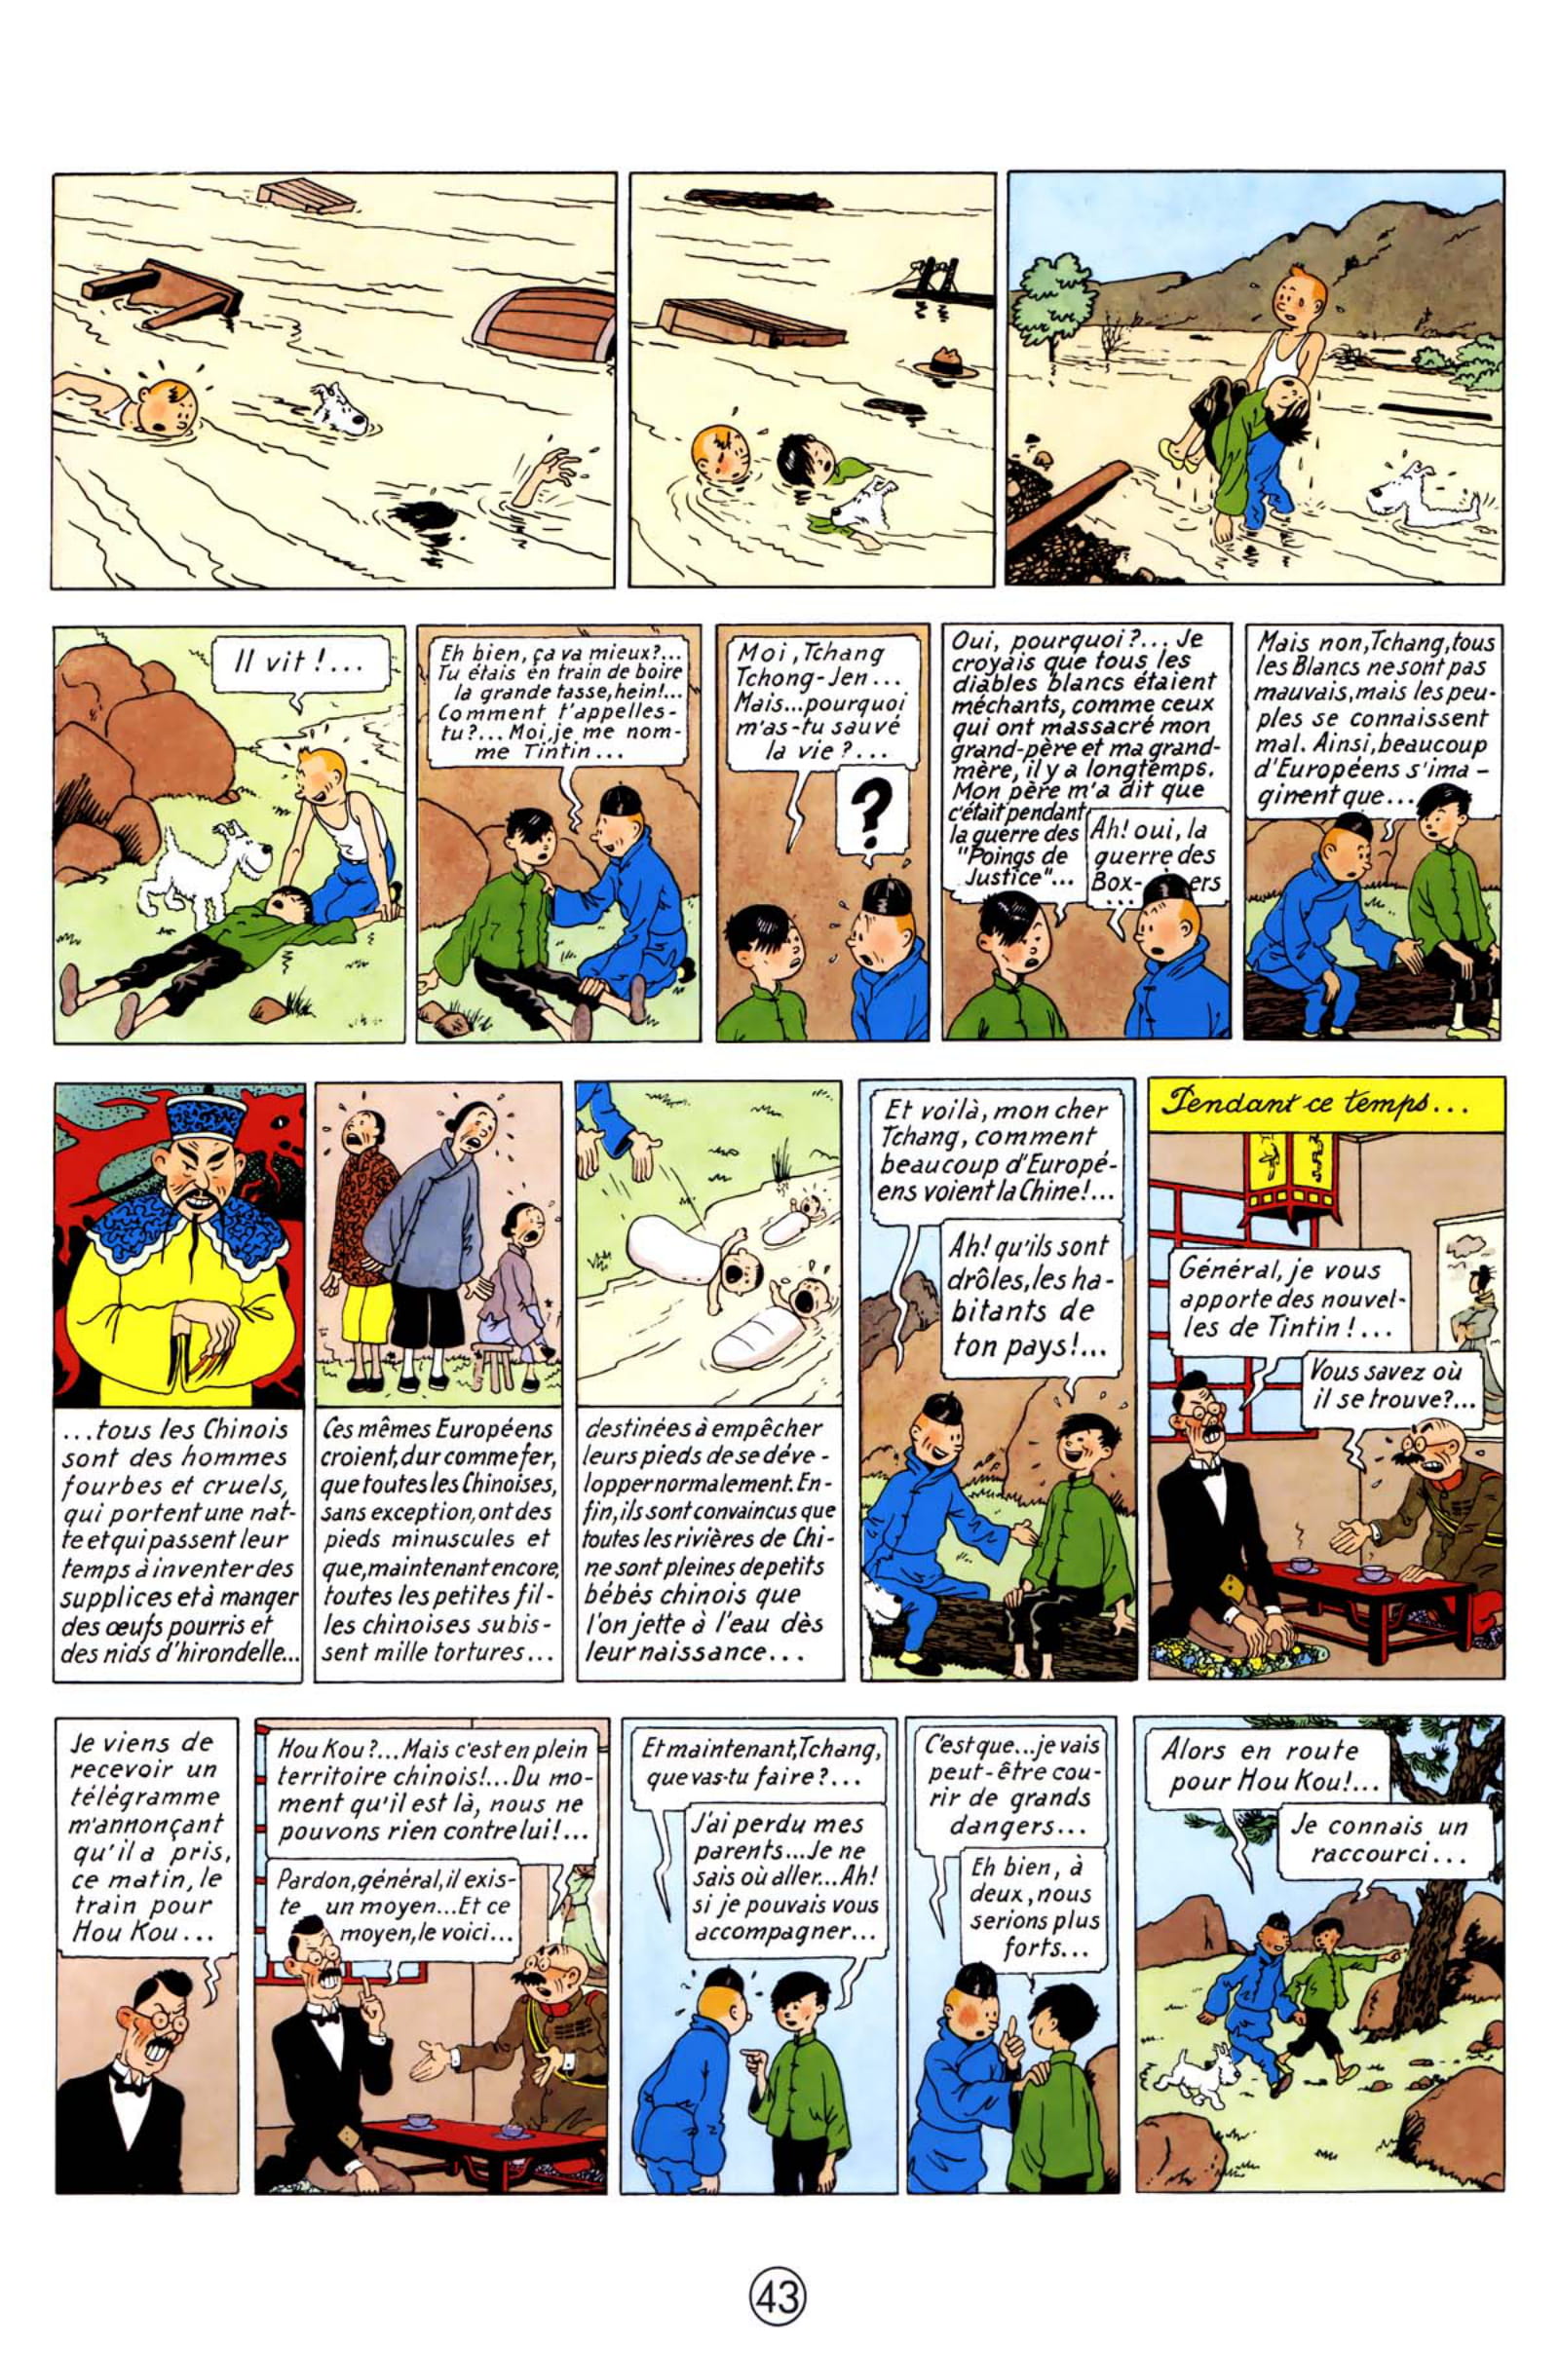 Il vit !...
Eh bien, ça va mieux?...
Tu étais en train de boire
la grande tasse, hein!...
Comment t'appelles-
tu?... Moi, je me nom-
me Tintin...
Moi, Tchang
Tchong-Jen...
Mais...pourquoi
m'as-tu sauvé
la vie?...
?
Oui, pourquoi?... Je
croyais que tous les
diables blancs étaient
méchants, comme ceux
qui ont massacré mon
grand-père et ma grand-
mère, il y a longtemps.
Mon père m'a dit que
c'était pendant
la guerre des
"Poings de
Justice"...
Ah! oui, la
guerre des
Box- ers
...
Mais non, Tchang, tous
les Blancs ne sont pas
mauvais, mais les peu-
ples se connaissent
mal. Ainsi, beaucoup
d'Européens s'ima-
ginent que...
...tous les Chinois
sont des hommes
fourbes et cruels,
qui portent une nat-
te et qui passent leur
temps à inventer des
supplices et à manger
des œufs pourris et
des nids d'hirondelle...
Ces mêmes Européens
croient, dur comme fer,
que toutes les Chinoises,
sans exception, ont des
pieds minuscules et
que, maintenant encore,
toutes les petites fil-
les chinoises subis-
sent mille tortures...
destinées à empêcher
leurs pieds de se déve-
lopper normalement. En-
fin, ils sont convaincus que
toutes les rivières de Chi-
ne sont pleines de petits
bébés chinois que
l'on jette à l'eau dès
leur naissance...
Et voilà, mon cher
Tchang, comment
beaucoup d'Europé-
ens voient la Chine!...
Ah! qu'ils sont
drôles, les ha-
bitants de
ton pays!...
Pendant ce temps...
Général, je vous
apporte des nouvel-
les de Tintin!...
Vous savez où
il se trouve?...
Je viens de
recevoir un
télégramme
m'annonçant
qu'il a pris,
ce matin, le
train pour
Hou Kou...
Hou Kou?...Mais c'est en plein
territoire chinois!...Du mo-
ment qu'il est là, nous ne
pouvons rien contre lui!...
Pardon, général, il exis-
te un moyen...Et ce
moyen, le voici...
Et maintenant, Tchang,
que vas-tu faire?...
J'ai perdu mes
parents...Je ne
sais où aller...Ah!
si je pouvais vous
accompagner...
C'est que...je vais
peut-être cou-
rir de grands
dangers...
Eh bien, à
deux, nous
serions plus
forts...
Alors en route
pour Hou Kou!...
Je connais un
raccourci...
43